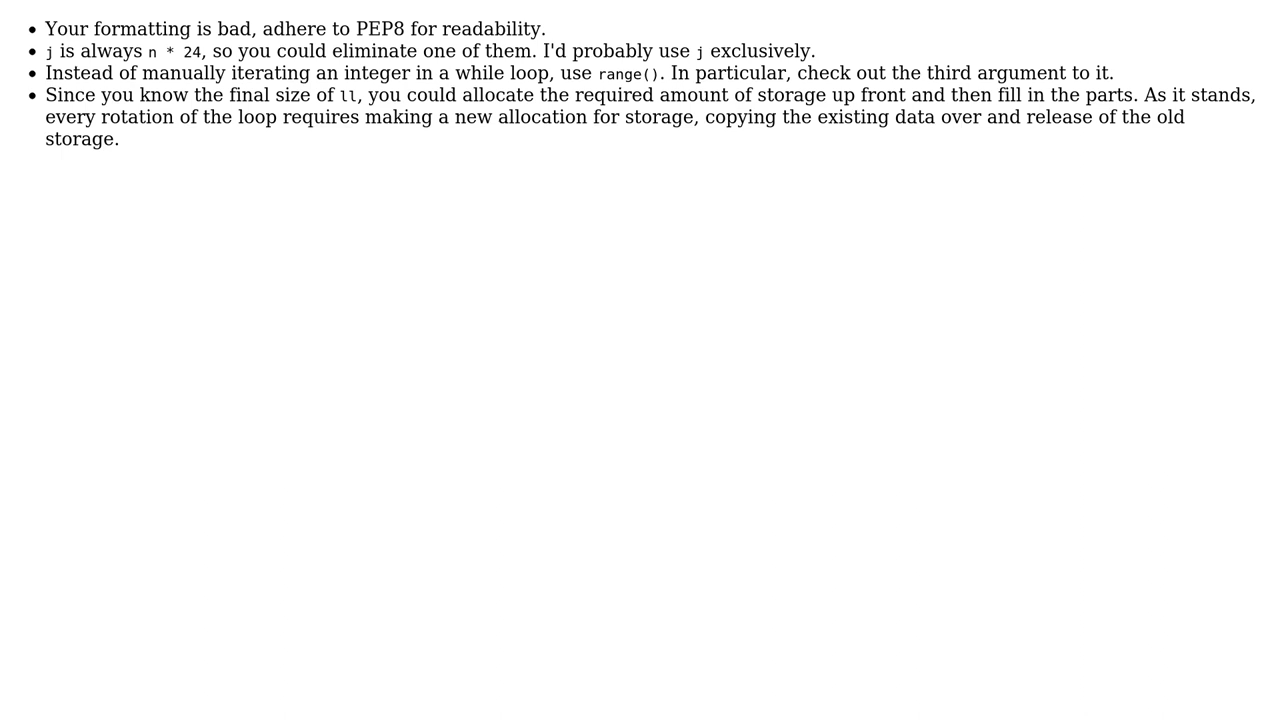 • Your formatting is bad, adhere to PEP8 for readability.
• j is always n * 24, so you could eliminate one of them. I'd probably use j exclusively.
• Instead of manually iterating an integer in a while loop, use range(). In particular, check out the third argument to it.
• Since you know the final size of ll, you could allocate the required amount of storage up front and then fill in the parts. As it stands,
every rotation of the loop requires making a new allocation for storage, copying the existing data over and release of the old
storage.